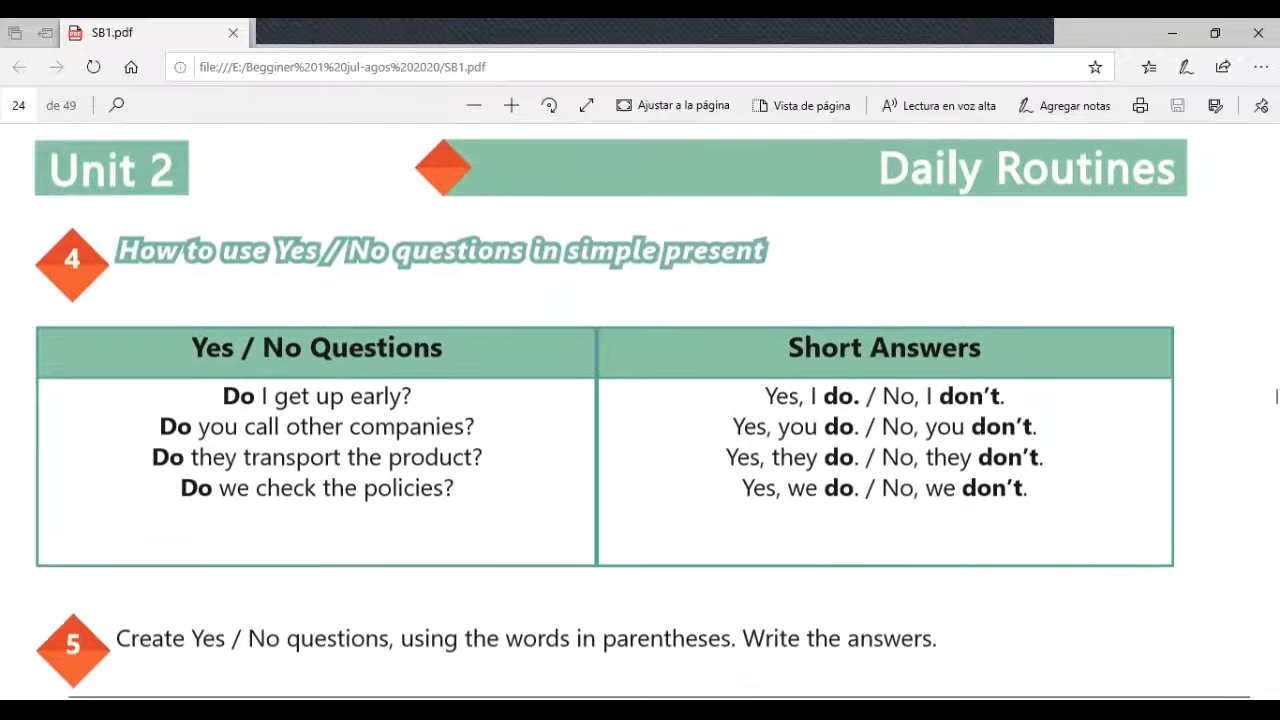 SB1.pdf
file:///E:/Begginer%201%20jul-agos%202020/SB1.pdf
24 de 49
Ajustar a la página
Vista de página
Lectura en voz alta
Agregar notas
Unit 2
Daily Routines
4 How to use Yes / No questions in simple present
Yes / No Questions
Short Answers
Do I get up early?
Yes, I do. / No, I don't.
Do you call other companies?
Yes, you do. / No, you don't.
Do they transport the product?
Yes, they do. / No, they don't.
Do we check the policies?
Yes, we do. / No, we don't.
5 Create Yes / No questions, using the words in parentheses. Write the answers.